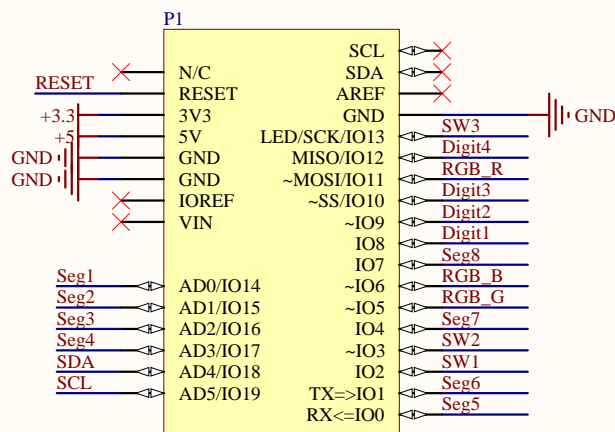 P1
SCL
N/C SDA
RESET RESET AREF
+3.3 3V3 GND GND
+5 5V LED/SCK/IO13 SW3
GND GND MISO/IO12 Digit4
GND GND ~MOSI/IO11 RGB_R
IOREF ~SS/IO10 Digit3
VIN ~IO9 Digit2
IO8 Digit1
IO7 Seg8
Seg1 AD0/IO14 ~IO6 RGB_B
Seg2 AD1/IO15 ~IO5 RGB_G
Seg3 AD2/IO16 IO4 Seg7
Seg4 AD3/IO17 ~IO3 SW2
SDA AD4/IO18 IO2 SW1
SCL AD5/IO19 TX=>IO1 Seg6
RX<=IO0 Seg5